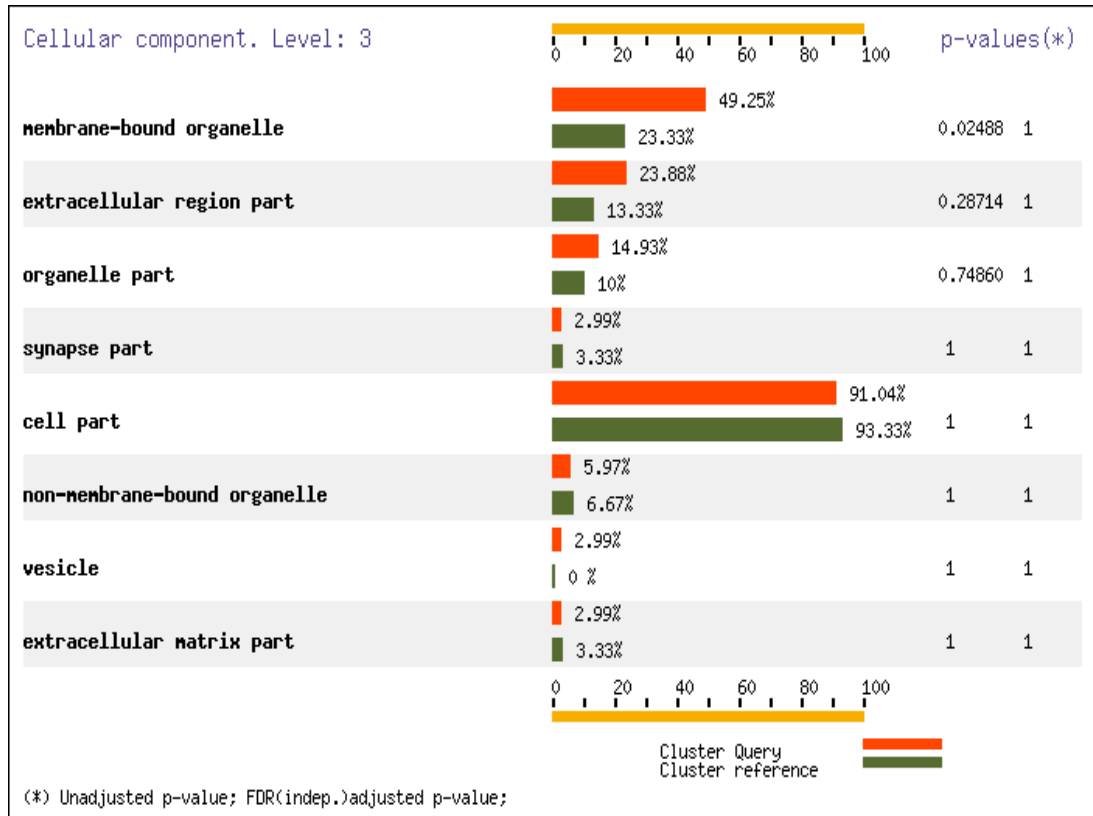 Cellular component. Level: 3
p-values(*)
0 20 40 60 80 100
49.25%
membrane-bound organelle 0.02488 1
23.33%
23.88%
extracellular region part 0.28714 1
13.33%
14.93%
organelle part 0.74860 1
10%
2.99%
synapse part 1 1
3.33%
91.04%
cell part 1 1
93.33%
5.97%
non-membrane-bound organelle 1 1
6.67%
2.99%
vesicle 1 1
0 %
2.99%
extracellular matrix part 1 1
3.33%
0 20 40 60 80 100
Cluster Query
Cluster reference
(*) Unadjusted p-value; FDR(indep.)adjusted p-value;